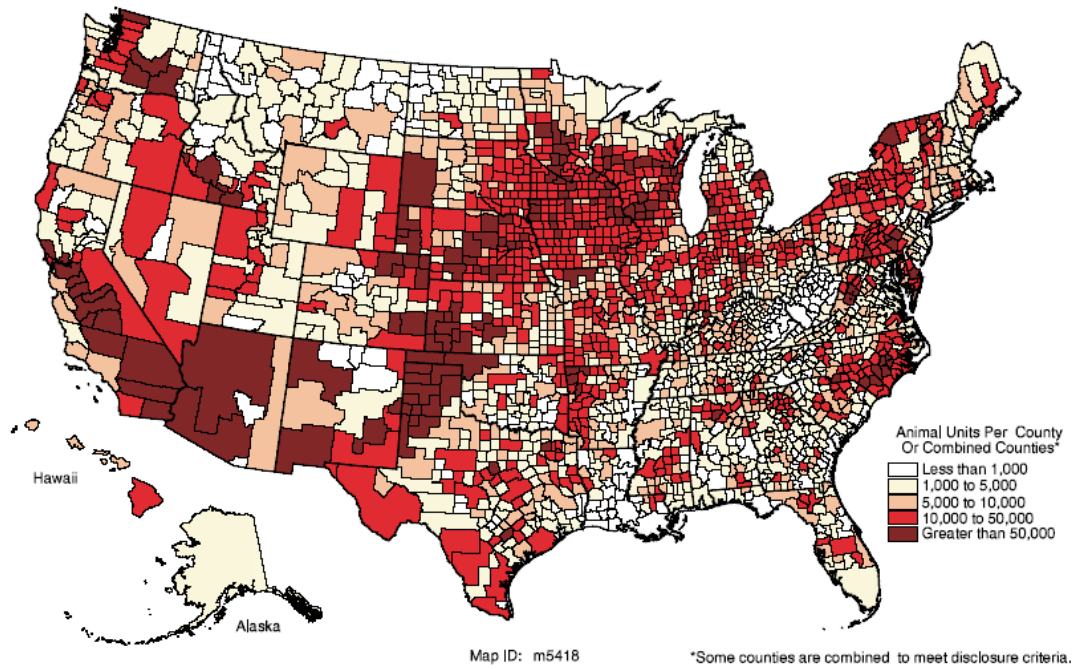 Hawaii
Alaska
Animal Units Per County
Or Combined Counties*
Less than 1,000
1,000 to 5,000
5,000 to 10,000
10,000 to 50,000
Greater than 50,000
Map ID: m5418
*Some counties are combined to meet disclosure criteria.